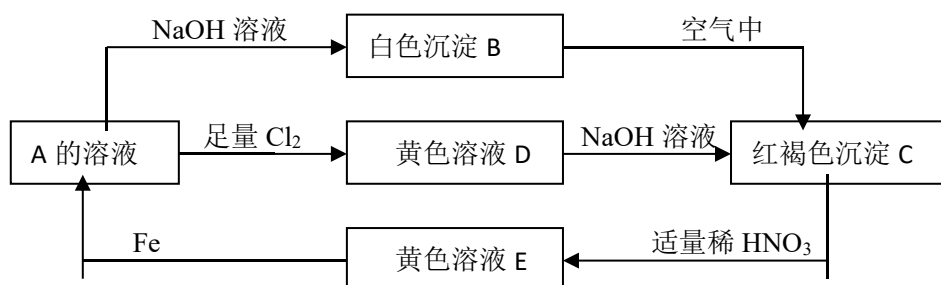 NaOH 溶液
空气中
白色沉淀 B
A 的溶液
足量 Cl₂
黄色溶液 D
NaOH 溶液
红褐色沉淀 C
Fe
黄色溶液 E
适量稀 HNO₃